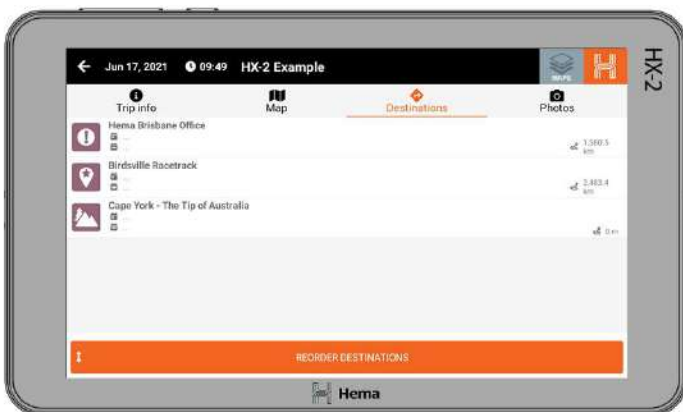 Jun 17, 2021 09:49 HX-2 Example
MAPS
HX-2
Trip info Map Destinations Photos
Hema Brisbane Office
1,580.5
km
Birdsville Racetrack
2,483.4
km
Cape York - The Tip of Australia
0 m
REORDER DESTINATIONS
Hema